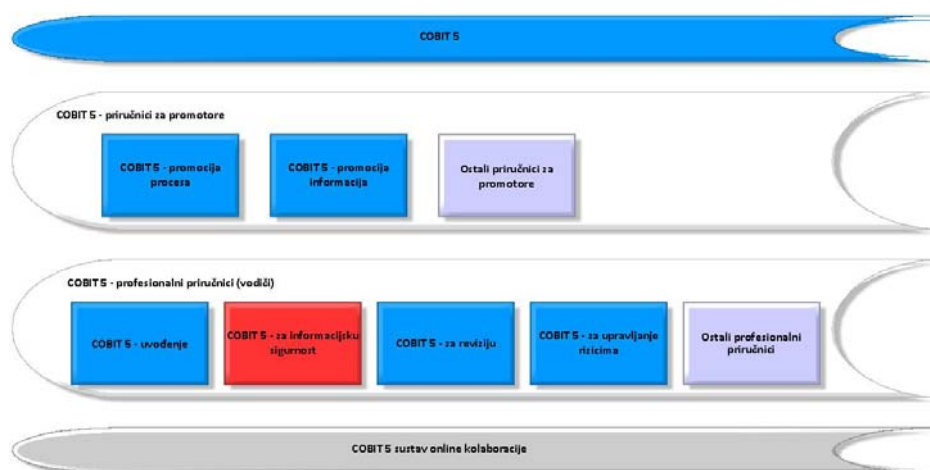 COBIT 5
COBIT 5 - priručnici za promotore
COBIT 5 - promocija
procesa
COBIT 5 - promocija
informacija
Ostali priručnici za
promotore
COBIT 5 - profesionalni priručnici (vodiči)
COBIT 5 - uvođenje
COBIT 5 - za informacijsku
sigurnost
COBIT 5 - za reviziju
COBIT 5 - za upravljanje
rizicima
Ostali profesionalni
priručnici
COBIT 5 sustav online kolaboracije